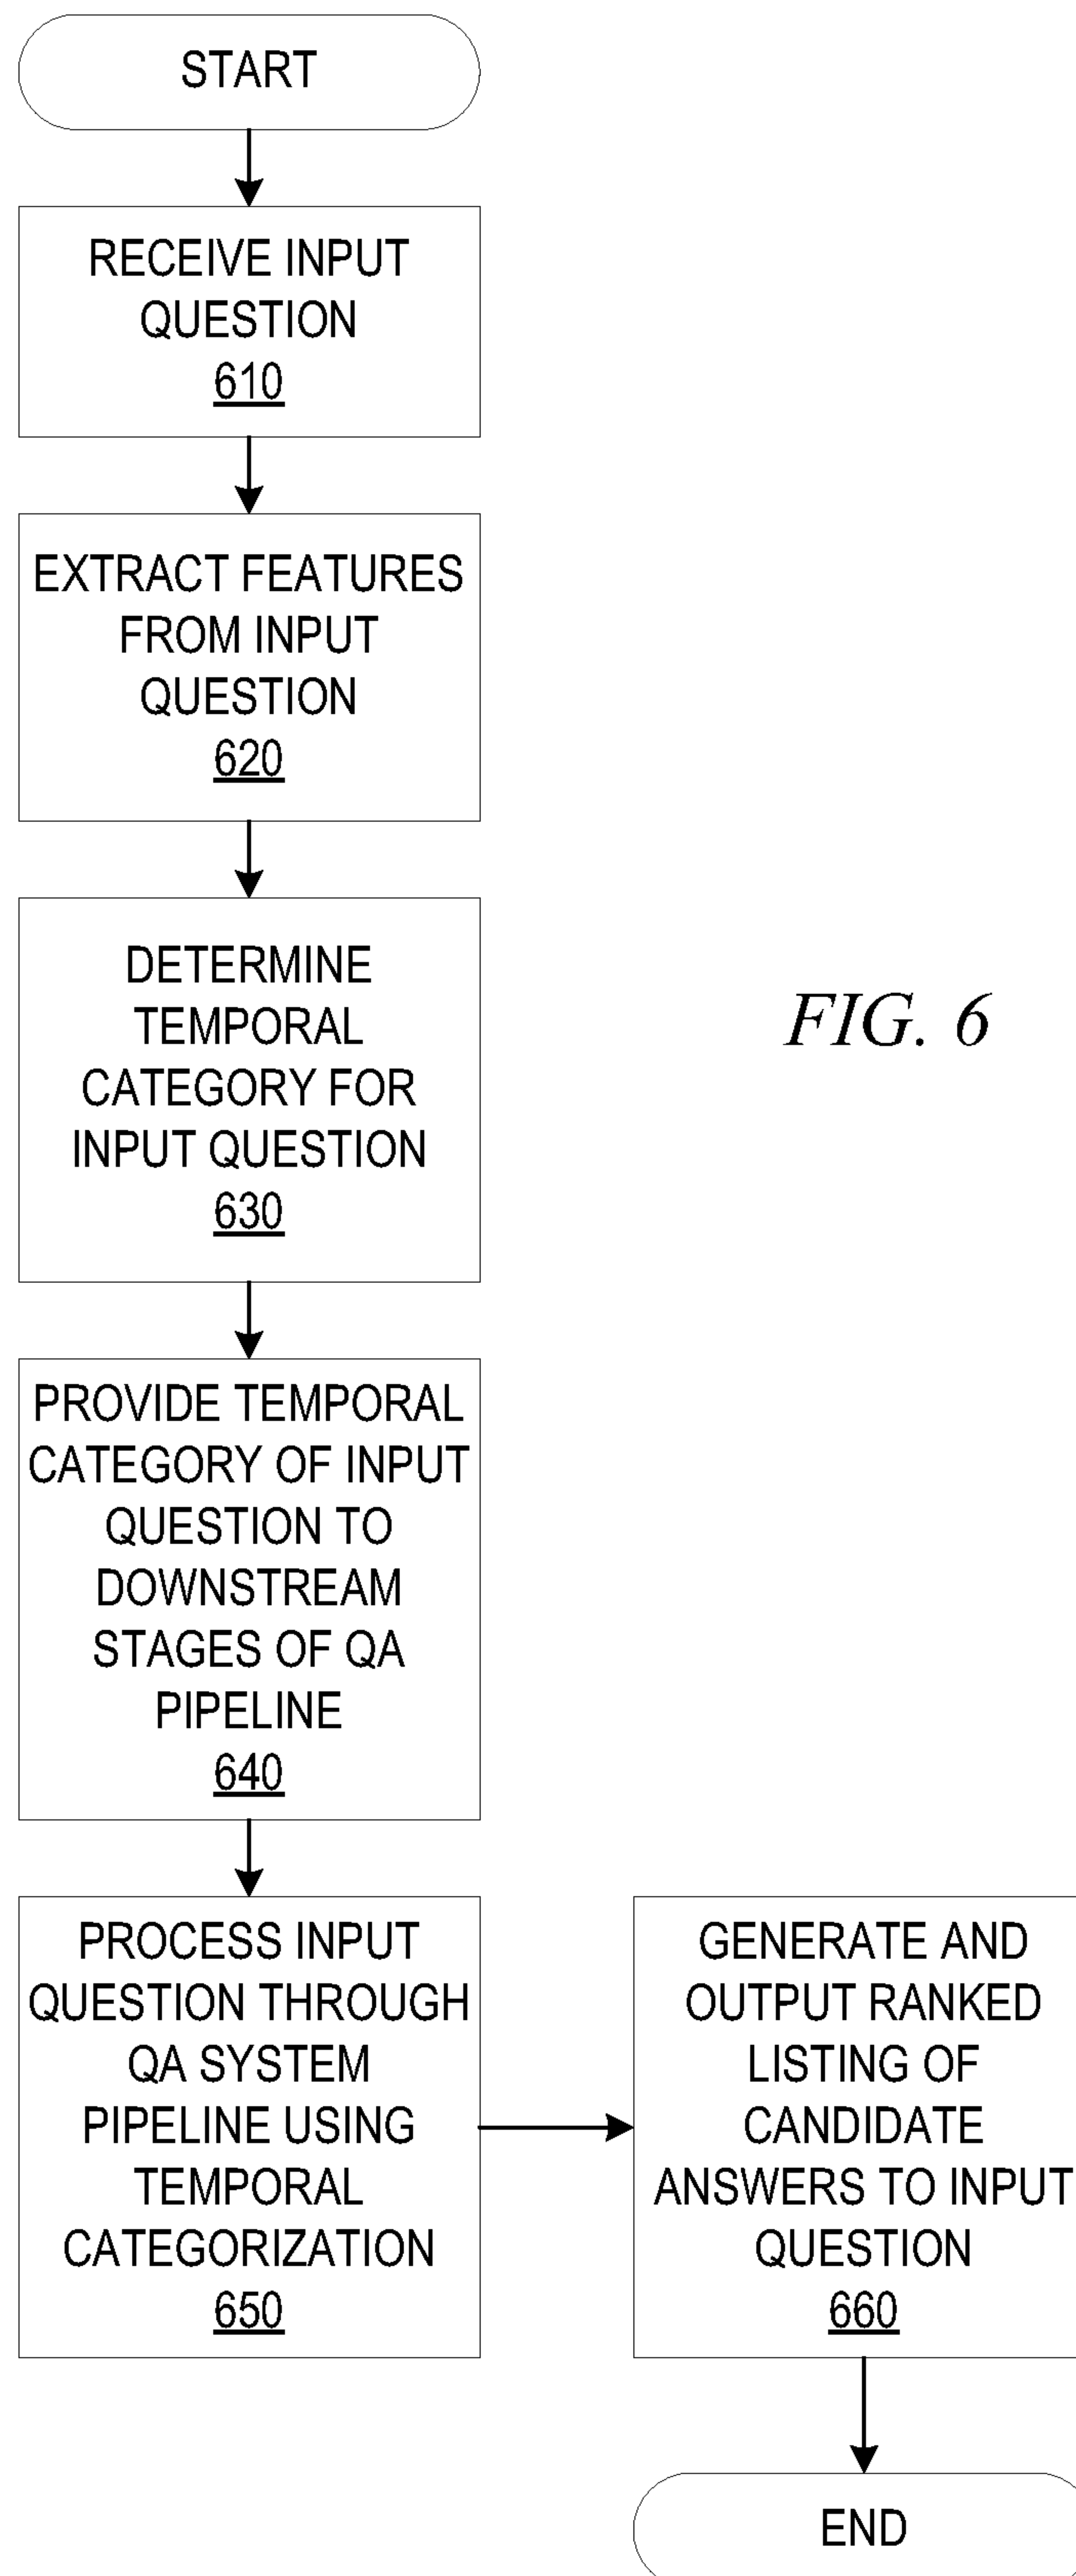 START
RECEIVE INPUT
QUESTION
610
EXTRACT FEATURES
FROM INPUT
QUESTION
620
DETERMINE
TEMPORAL
CATEGORY FOR
INPUT QUESTION
630
FIG. 6
PROVIDE TEMPORAL
CATEGORY OF INPUT
QUESTION TO
DOWNSTREAM
STAGES OF QA
PIPELINE
640
PROCESS INPUT
QUESTION THROUGH
QA SYSTEM
PIPELINE USING
TEMPORAL
CATEGORIZATION
650
GENERATE AND
OUTPUT RANKED
LISTING OF
CANDIDATE
ANSWERS TO INPUT
QUESTION
660
END